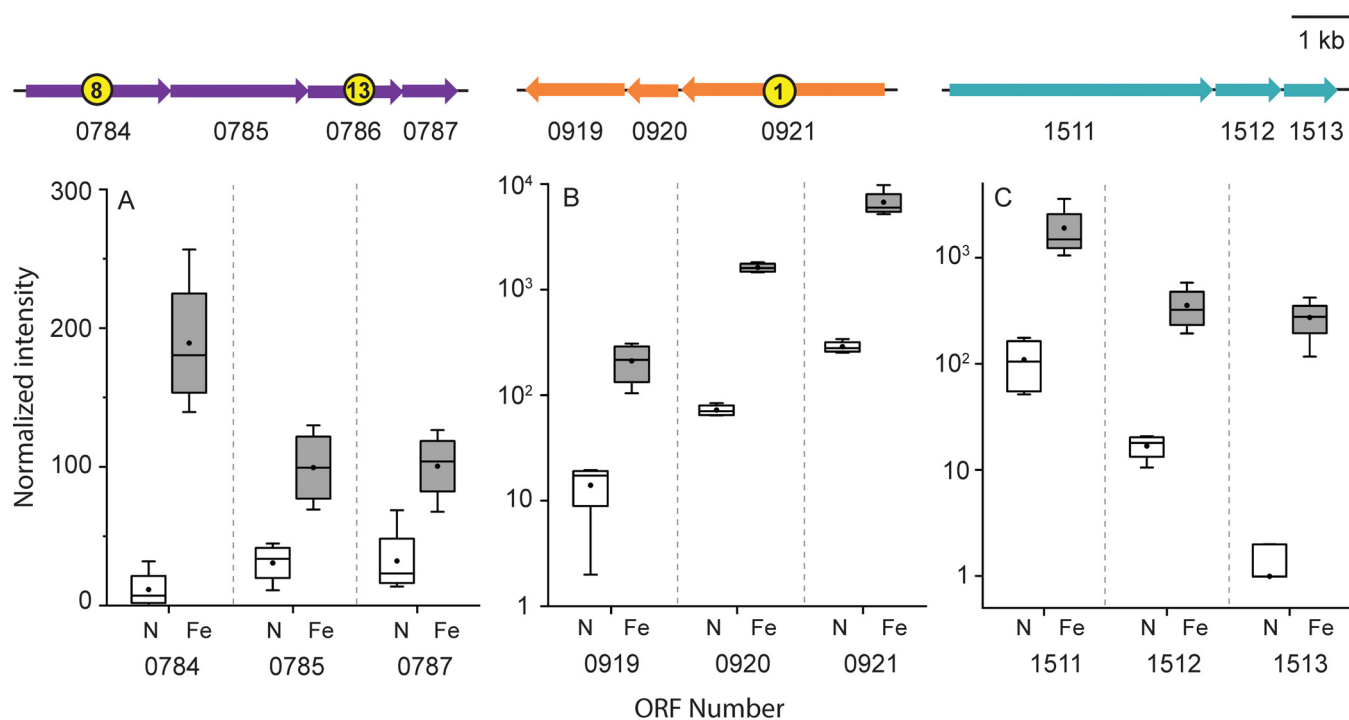 1 kb
8 13 1
0784 0785 0786 0787 0919 0920 0921 1511 1512 1513
A
300
200
100
0
Normalized intensity
N Fe N Fe N Fe
0784 0785 0787
B
10⁴
10³
10²
10
1
N Fe N Fe N Fe
0919 0920 0921
C
10³
10²
10
1
N Fe N Fe N Fe
1511 1512 1513
ORF Number